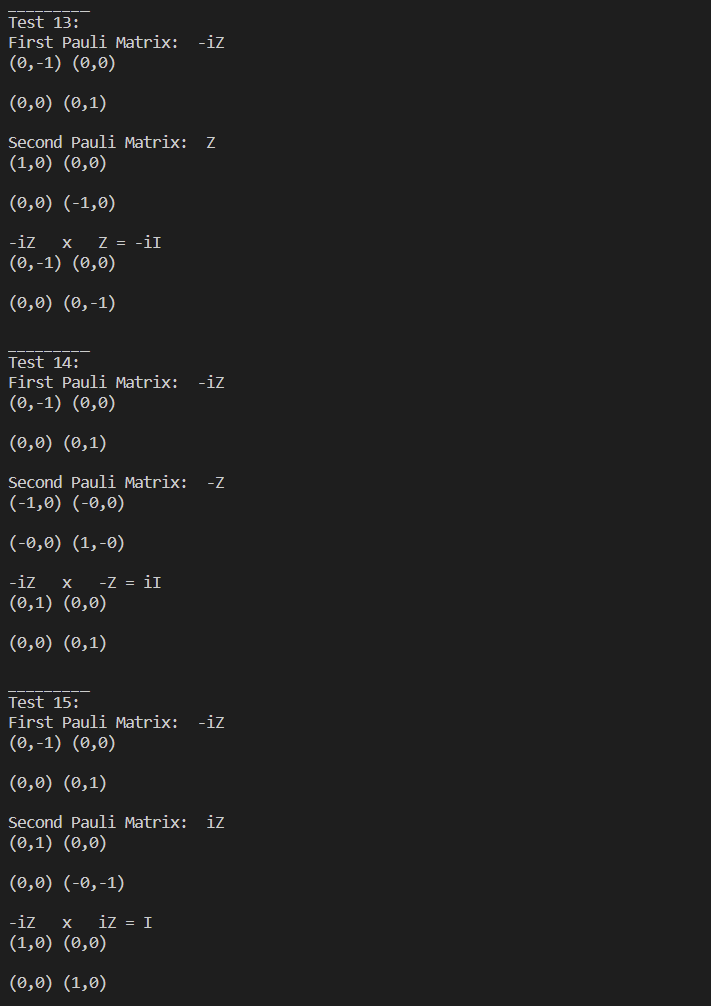 _________
Test 13:
First Pauli Matrix:  -iZ
(0,-1) (0,0)
(0,0) (0,1)
Second Pauli Matrix:  Z
(1,0) (0,0)
(0,0) (-1,0)
-iZ   x   Z = -iI
(0,-1) (0,0)
(0,0) (0,-1)
_________
Test 14:
First Pauli Matrix:  -iZ
(0,-1) (0,0)
(0,0) (0,1)
Second Pauli Matrix:  -Z
(-1,0) (-0,0)
(-0,0) (1,-0)
-iZ   x   -Z = iI
(0,1) (0,0)
(0,0) (0,1)
_________
Test 15:
First Pauli Matrix:  -iZ
(0,-1) (0,0)
(0,0) (0,1)
Second Pauli Matrix:  iZ
(0,1) (0,0)
(0,0) (-0,-1)
-iZ   x   iZ = I
(1,0) (0,0)
(0,0) (1,0)